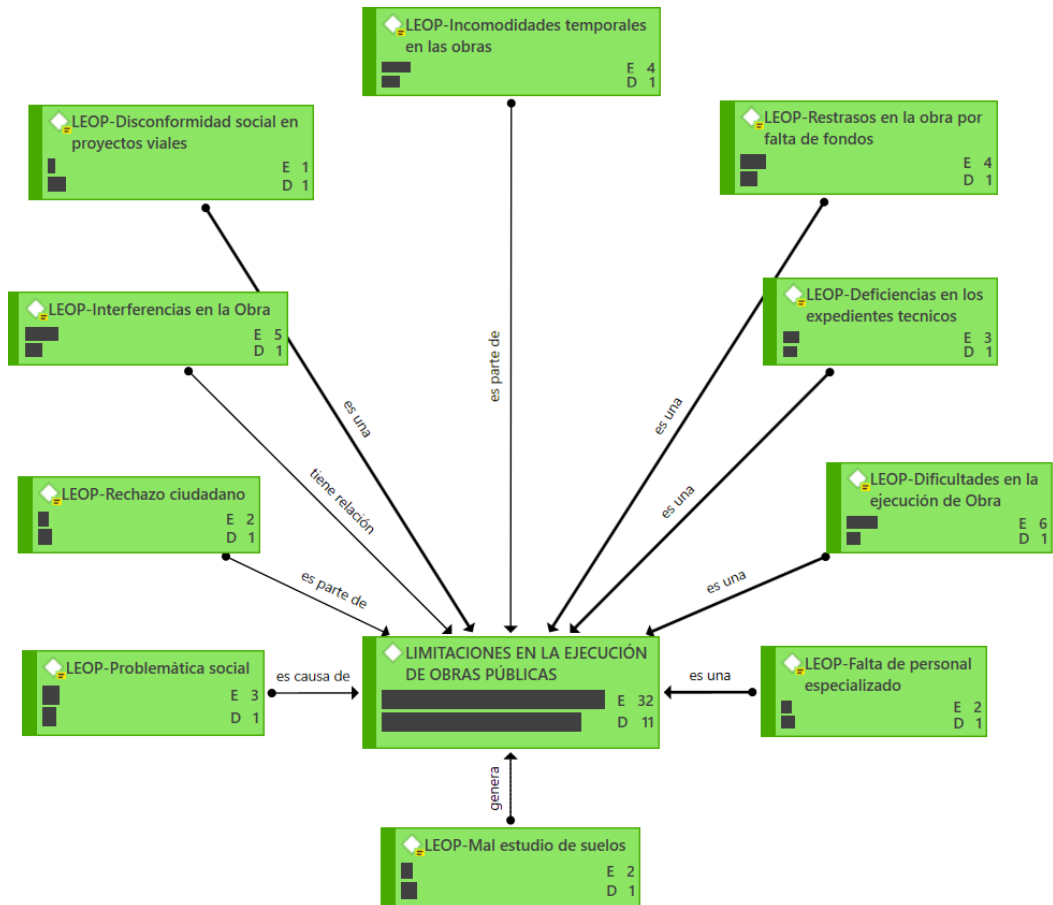 LEOP-Incomodidades temporales
en las obras
E 4
D 1
LEOP-Disconformidad social en
proyectos viales
E 1
D 1
LEOP-Restrasos en la obra por
falta de fondos
E 4
D 1
LEOP-Interferencias en la Obra
E 5
D 1
LEOP-Deficiencias en los
expedientes tecnicos
E 3
D 1
es parte de
es una
es una
tiene relación
es una
LEOP-Rechazo ciudadano
E 2
D 1
LEOP-Dificultades en la
ejecución de Obra
E 6
D 1
es parte de
es una
LEOP-Problemàtica social
E 3
D 1
es causa de
LIMITACIONES EN LA EJECUCIÓN
DE OBRAS PÚBLICAS
E 32
D 11
es una
LEOP-Falta de personal
especializado
E 2
D 1
genera
LEOP-Mal estudio de suelos
E 2
D 1